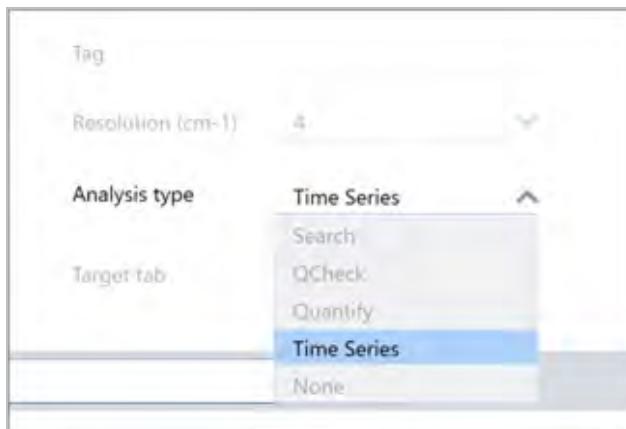 Tag
Resolution (cm-1) 4
Analysis type Time Series
Search
Target tab QCheck
Quantify
Time Series
None